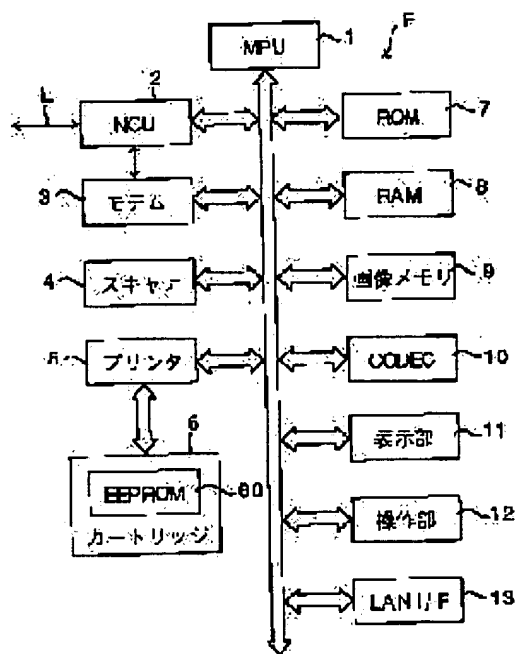 MPU
1
F
2
L
NCU
ROM
7
3
モデム
RAM
8
4
スキャナ
画像メモリ
9
5
プリンタ
CODEC
10
6
表示部
11
EEPROM
60
カートリッジ
操作部
12
LAN I/F
13